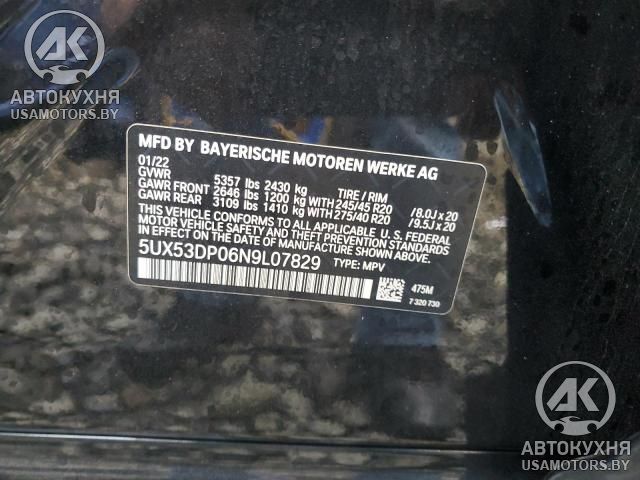 AK
АВТОКУХНЯ
USAMOTORS.BY
MFD BY BAYERISCHE MOTOREN WERKE AG
01/22
GVWR 5357 lbs 2430 kg TIRE / RIM
GAWR FRONT 2646 lbs 1200 kg WITH 245/45 R20 /8.0J x 20
GAWR REAR 3109 lbs 1410 kg WITH 275/40 R20 /9.5J x 20
THIS VEHICLE CONFORMS TO ALL APPLICABLE U.S. FEDERAL
MOTOR VEHICLE SAFETY, BUMPER, AND THEFT PREVENTION
STANDARDS IN EFFECT ON THE DATE OF
MANUFACTURE SHOWN ABOVE.
5UX53DP06N9L07829 TYPE: MPV
475M
7 320 730
AK
АВТОКУХНЯ
USAMOTORS.BY